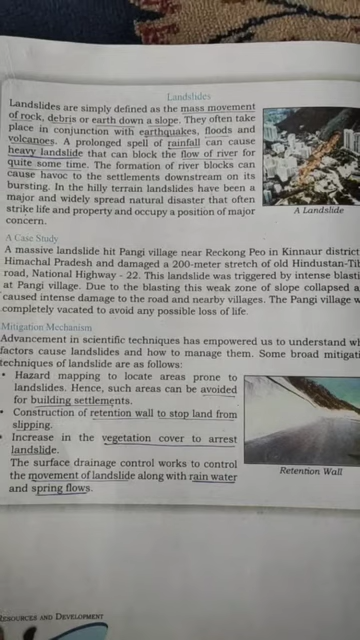 Landslides
Landslides are simply defined as the mass movement
of rock, debris or earth down a slope. They often take
place in conjunction with earthquakes, floods and
volcanoes. A prolonged spell of rainfall can cause
heavy landslide that can block the flow of river for
quite some time. The formation of river blocks can
cause havoc to the settlements downstream on its
bursting. In the hilly terrain landslides have been a
major and widely spread natural disaster that often
strike life and property and occupy a position of major
concern.
A Landslide
A Case Study
A massive landslide hit Pangi village near Reckong Peo in Kinnaur district
Himachal Pradesh and damaged a 200-meter stretch of old Hindustan-Tib
road, National Highway - 22. This landslide was triggered by intense blasti
at Pangi village. Due to the blasting this weak zone of slope collapsed a
caused intense damage to the road and nearby villages. The Pangi village w
completely vacated to avoid any possible loss of life.
Mitigation Mechanism
Advancement in scientific techniques has empowered us to understand wh
factors cause landslides and how to manage them. Some broad mitigati
techniques of landslide are as follows:
• Hazard mapping to locate areas prone to
landslides. Hence, such areas can be avoided
for building settlements.
• Construction of retention wall to stop land from
slipping.
• Increase in the vegetation cover to arrest
landslide.
The surface drainage control works to control
the movement of landslide along with rain water
and spring flows.
Retention Wall
RESOURCES AND DEVELOPMENT